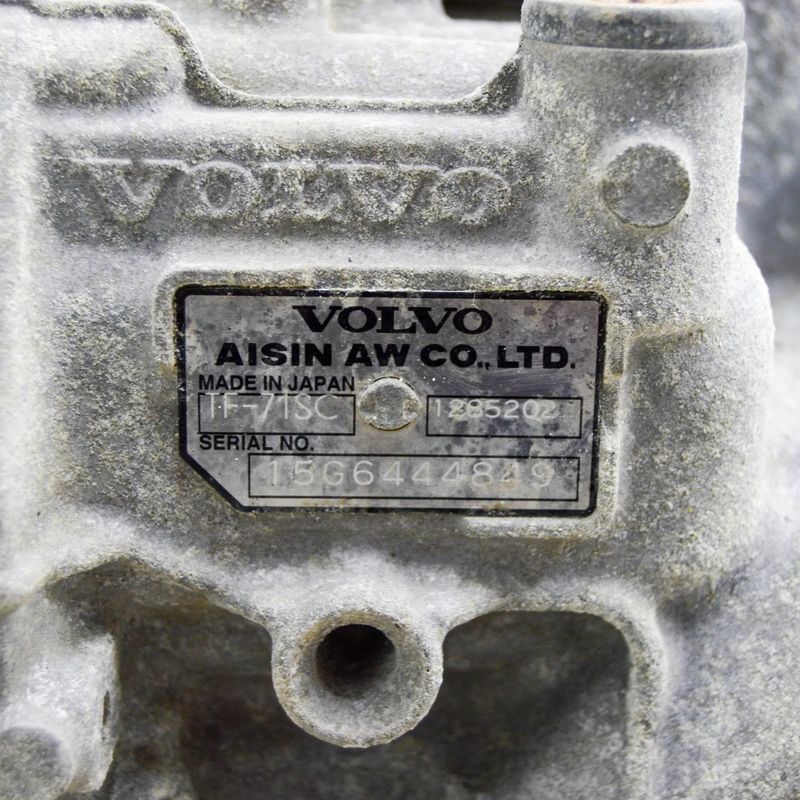 VOLVO
VOLVO
AISIN AW CO., LTD.
MADE IN JAPAN
TF-71SC 1285202
SERIAL NO.
15G6444849